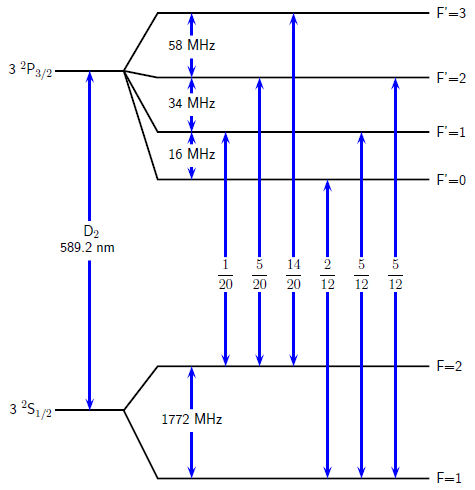 F'=3
58 MHz
3 ²P₃/₂
F'=2
34 MHz
F'=1
16 MHz
F'=0
D₂
589.2 nm
1/20 5/20 14/20 2/12 5/12 5/12
F=2
3 ²S₁/₂
1772 MHz
F=1